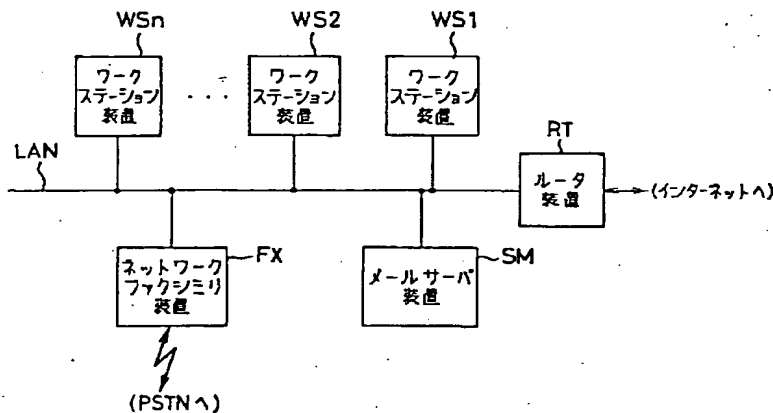 WSn
WS2
WS1
ワーク
ステーション
装置
・・・
ワーク
ステーション
装置
ワーク
ステーション
装置
LAN
RT
ルータ
装置
(インターネットへ)
ネットワーク
ファクシミリ
装置
FX
メールサーバ
装置
SM
(PSTNへ)